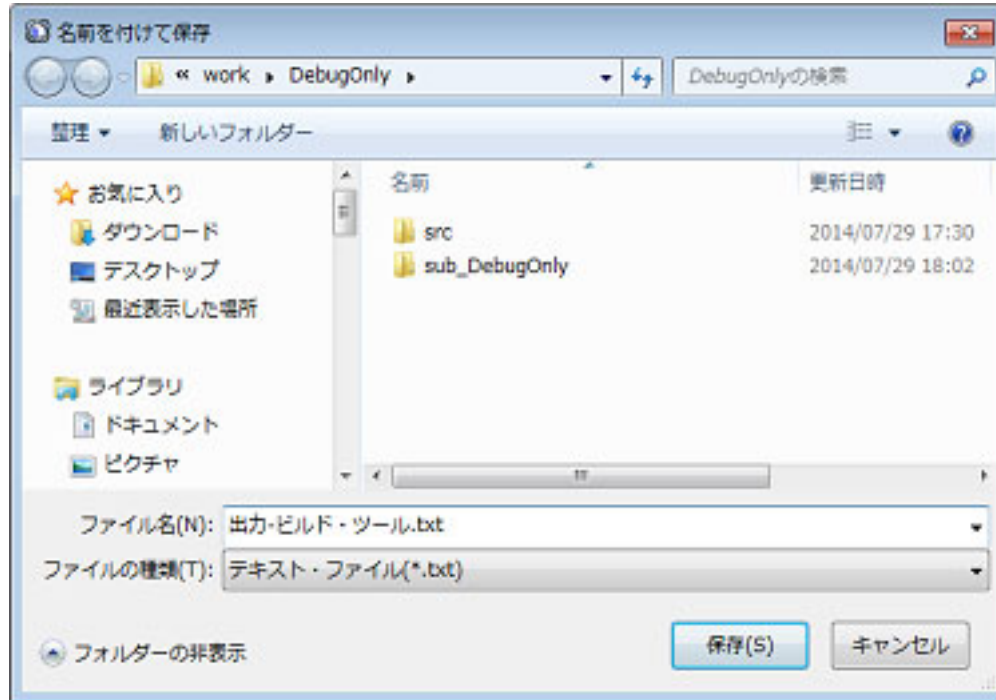 名前を付けて保存
« work ▸ DebugOnly ▸
DebugOnlyの検索
整理 ▼ 新しいフォルダー
お気に入り
ダウンロード
デスクトップ
最近表示した場所
ライブラリ
ドキュメント
ピクチャ
名前 更新日時
src 2014/07/29 17:30
sub_DebugOnly 2014/07/29 18:02
ファイル名(N): 出力-ビルド・ツール.txt
ファイルの種類(T): テキスト・ファイル(*.txt)
フォルダーの非表示
保存(S) キャンセル